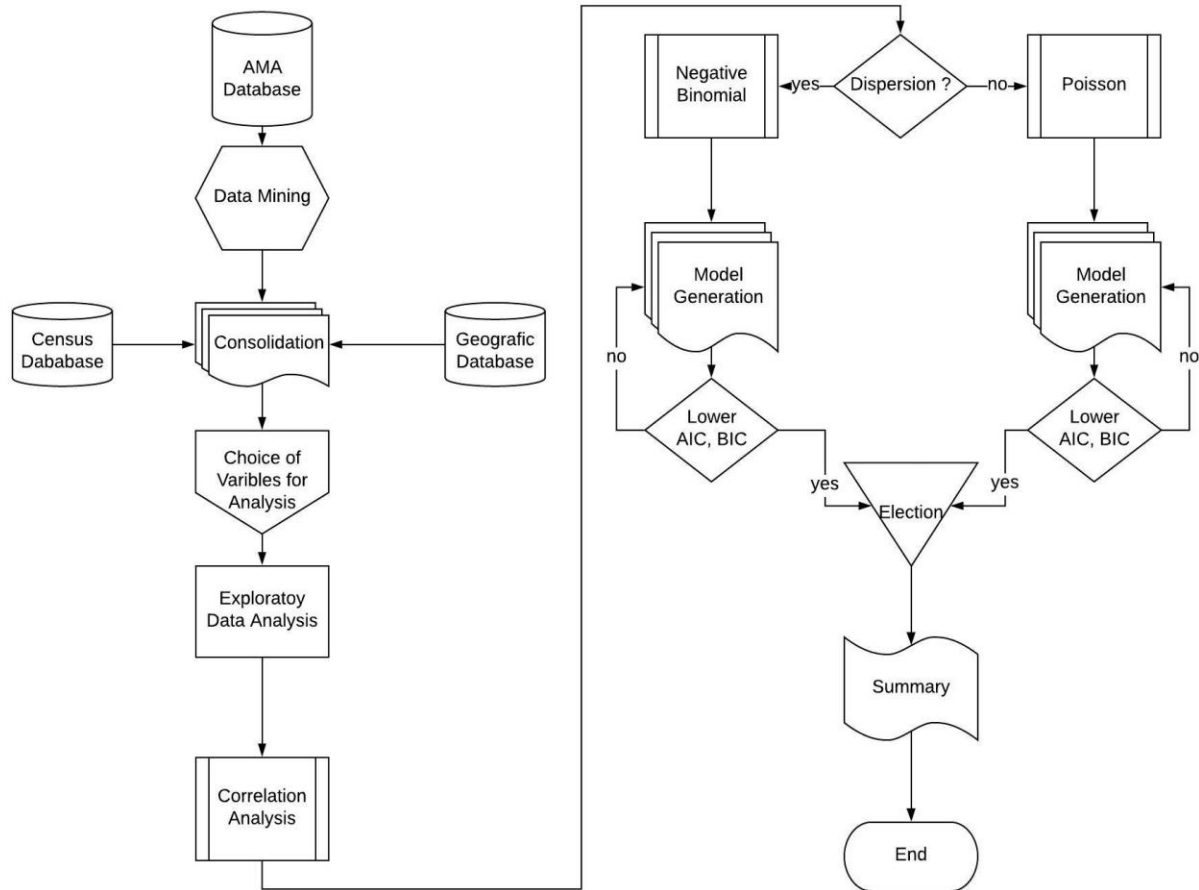 AMA
Database
Data Mining
Census
Dababase
Consolidation
Geografic
Database
Choice of
Varibles for
Analysis
Exploratoy
Data Analysis
Correlation
Analysis
Dispersion ?
yes
no
Negative
Binomial
Poisson
Model
Generation
Model
Generation
no
no
Lower
AIC, BIC
Lower
AIC, BIC
yes
yes
Election
Summary
End